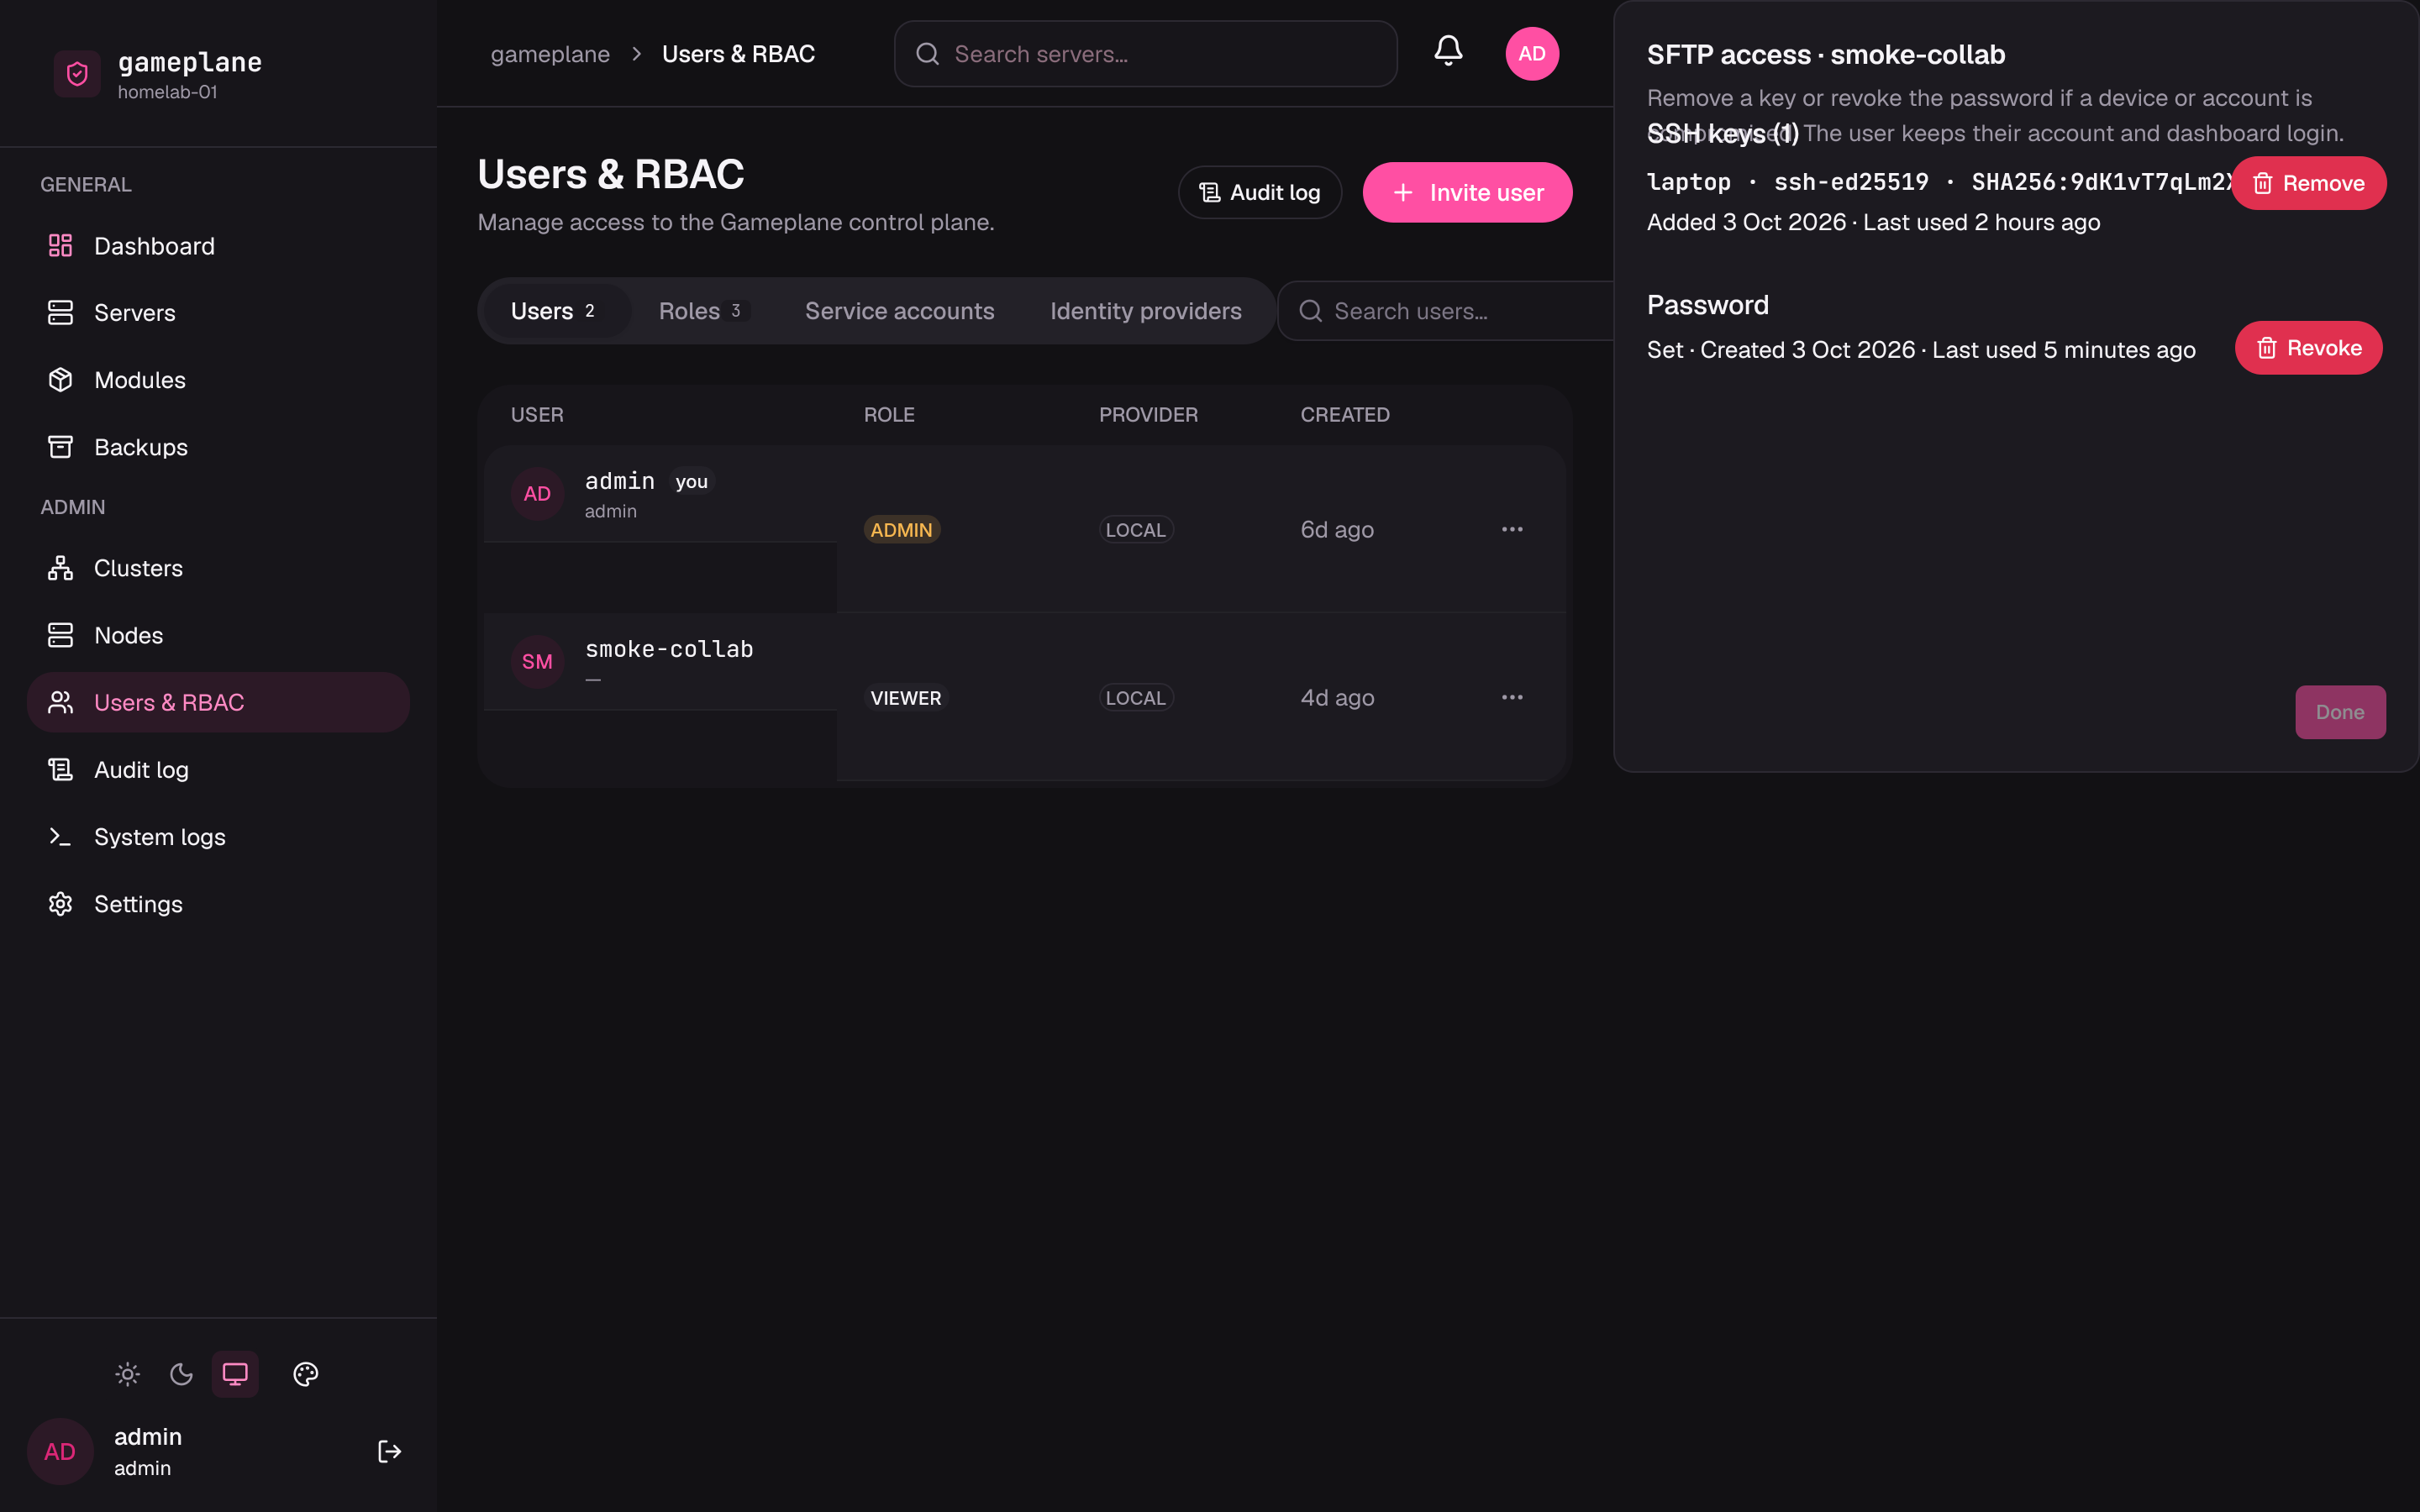 gameplane
homelab-01
GENERAL
Dashboard
Servers
Modules
Backups
ADMIN
Clusters
Nodes
Users & RBAC
Audit log
System logs
Settings
AD
admin
admin
gameplane > Users & RBAC
Search servers...
AD
Users & RBAC
Manage access to the Gameplane control plane.
Audit log
+ Invite user
Users 2
Roles 3
Service accounts
Identity providers
Search users...
USER ROLE PROVIDER CREATED
AD admin you
admin
ADMIN LOCAL 6d ago
SM smoke-collab
—
VIEWER LOCAL 4d ago
SFTP access · smoke-collab
Remove a key or revoke the password if a device or account is
The user keeps their account and dashboard login.
SSH keys (1)
laptop · ssh-ed25519 · SHA256:9dK1vT7qLm2
Remove
Added 3 Oct 2026 · Last used 2 hours ago
Password
Set · Created 3 Oct 2026 · Last used 5 minutes ago
Revoke
Done